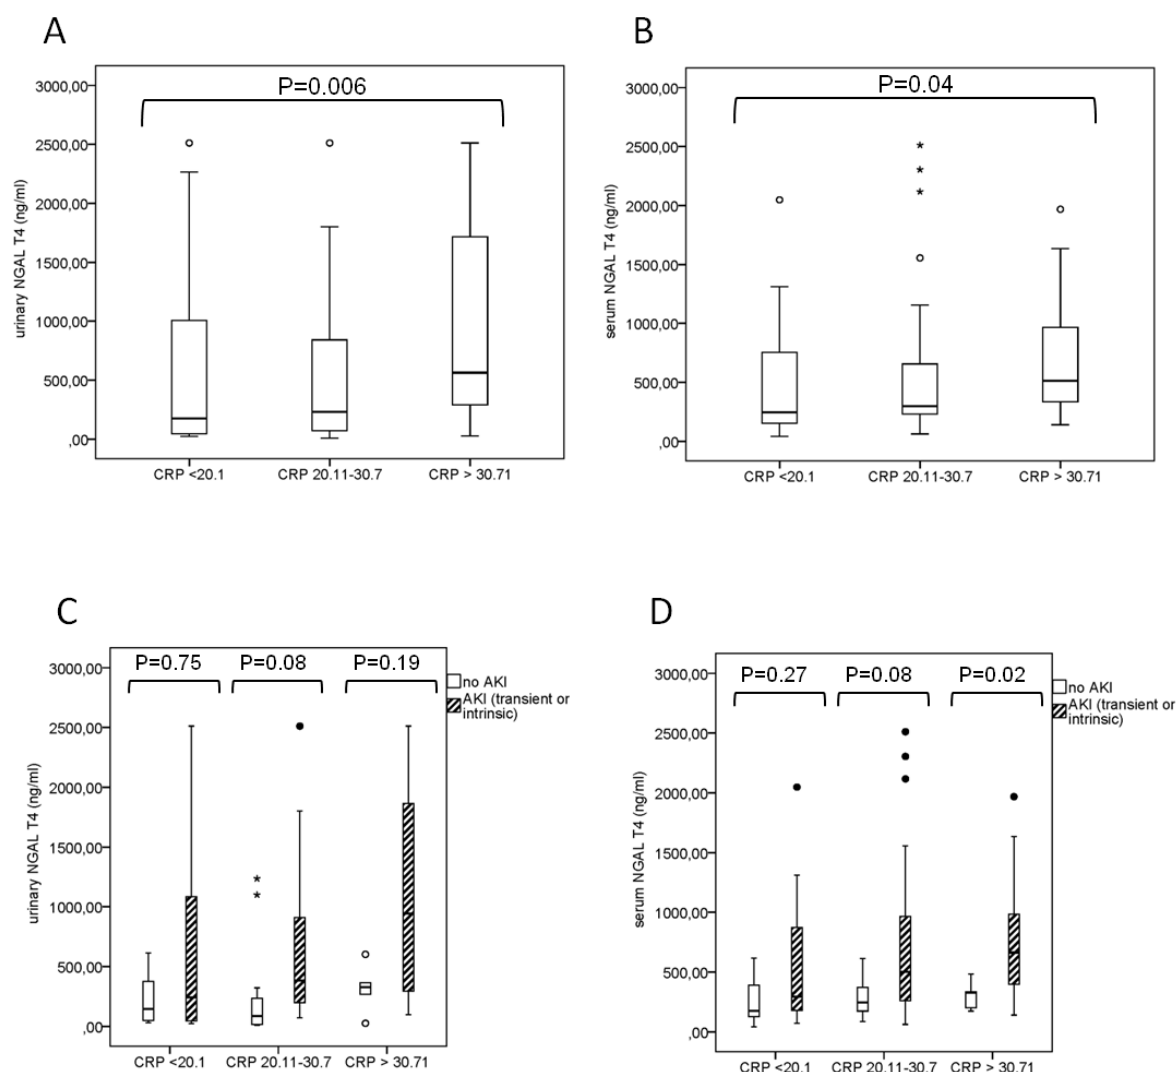 A
B
P=0.006
3000,00
2500,00
2000,00
1500,00
1000,00
500,00
,00
urinary NGAL T4 (ng/ml)
CRP <20.1
CRP 20.11-30.7
CRP > 30.71
P=0.04
3000,00
2500,00
2000,00
1500,00
1000,00
500,00
,00
serum NGAL T4 (ng/ml)
CRP <20.1
CRP 20.11-30.7
CRP > 30.71
C
D
P=0.75
P=0.08
P=0.19
no AKI
AKI (transient or
intrinsic)
3000,00
2500,00
2000,00
1500,00
1000,00
500,00
,00
urinary NGAL T4 (ng/ml)
CRP <20.1
CRP 20.11-30.7
CRP > 30.71
P=0.27
P=0.08
P=0.02
no AKI
AKI (transient or
intrinsic)
3000,00
2500,00
2000,00
1500,00
1000,00
500,00
,00
serum NGAL T4 (ng/ml)
CRP <20.1
CRP 20.11-30.7
CRP > 30.71